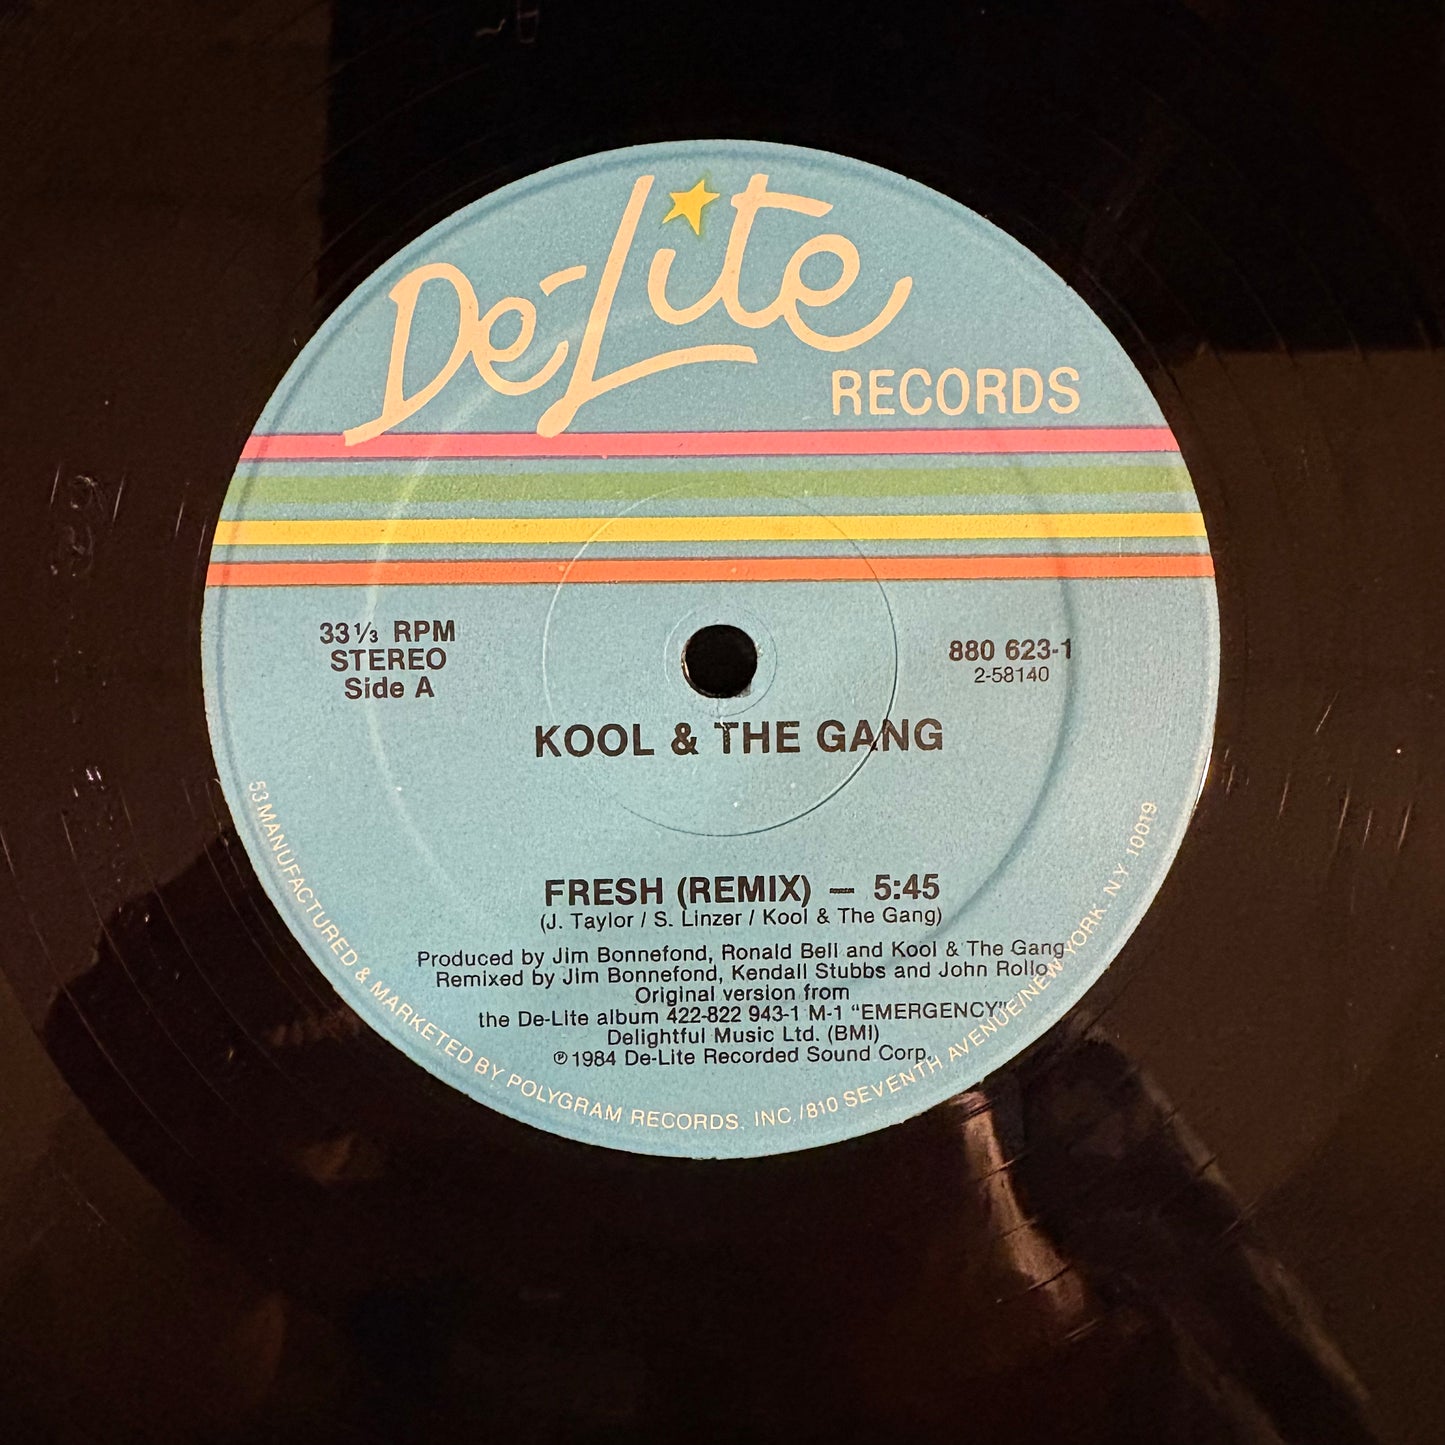 De-Lite
RECORDS
33⅓ RPM
STEREO
Side A
880 623-1
2-58140
KOOL & THE GANG
FRESH (REMIX) — 5:45
(J. Taylor / S. Linzer / Kool & The Gang)
Produced by Jim Bonnefond, Ronald Bell and Kool & The Gang
Remixed by Jim Bonnefond, Kendall Stubbs and John Rollo
Original version from
the De-Lite album 422-822 943-1 M-1 "EMERGENCY"
Delightful Music Ltd. (BMI)
℗ 1984 De-Lite Recorded Sound Corp.
53 MANUFACTURED & MARKETED BY POLYGRAM RECORDS, INC./810 SEVENTH AVENUE/NEW YORK, N.Y. 10019